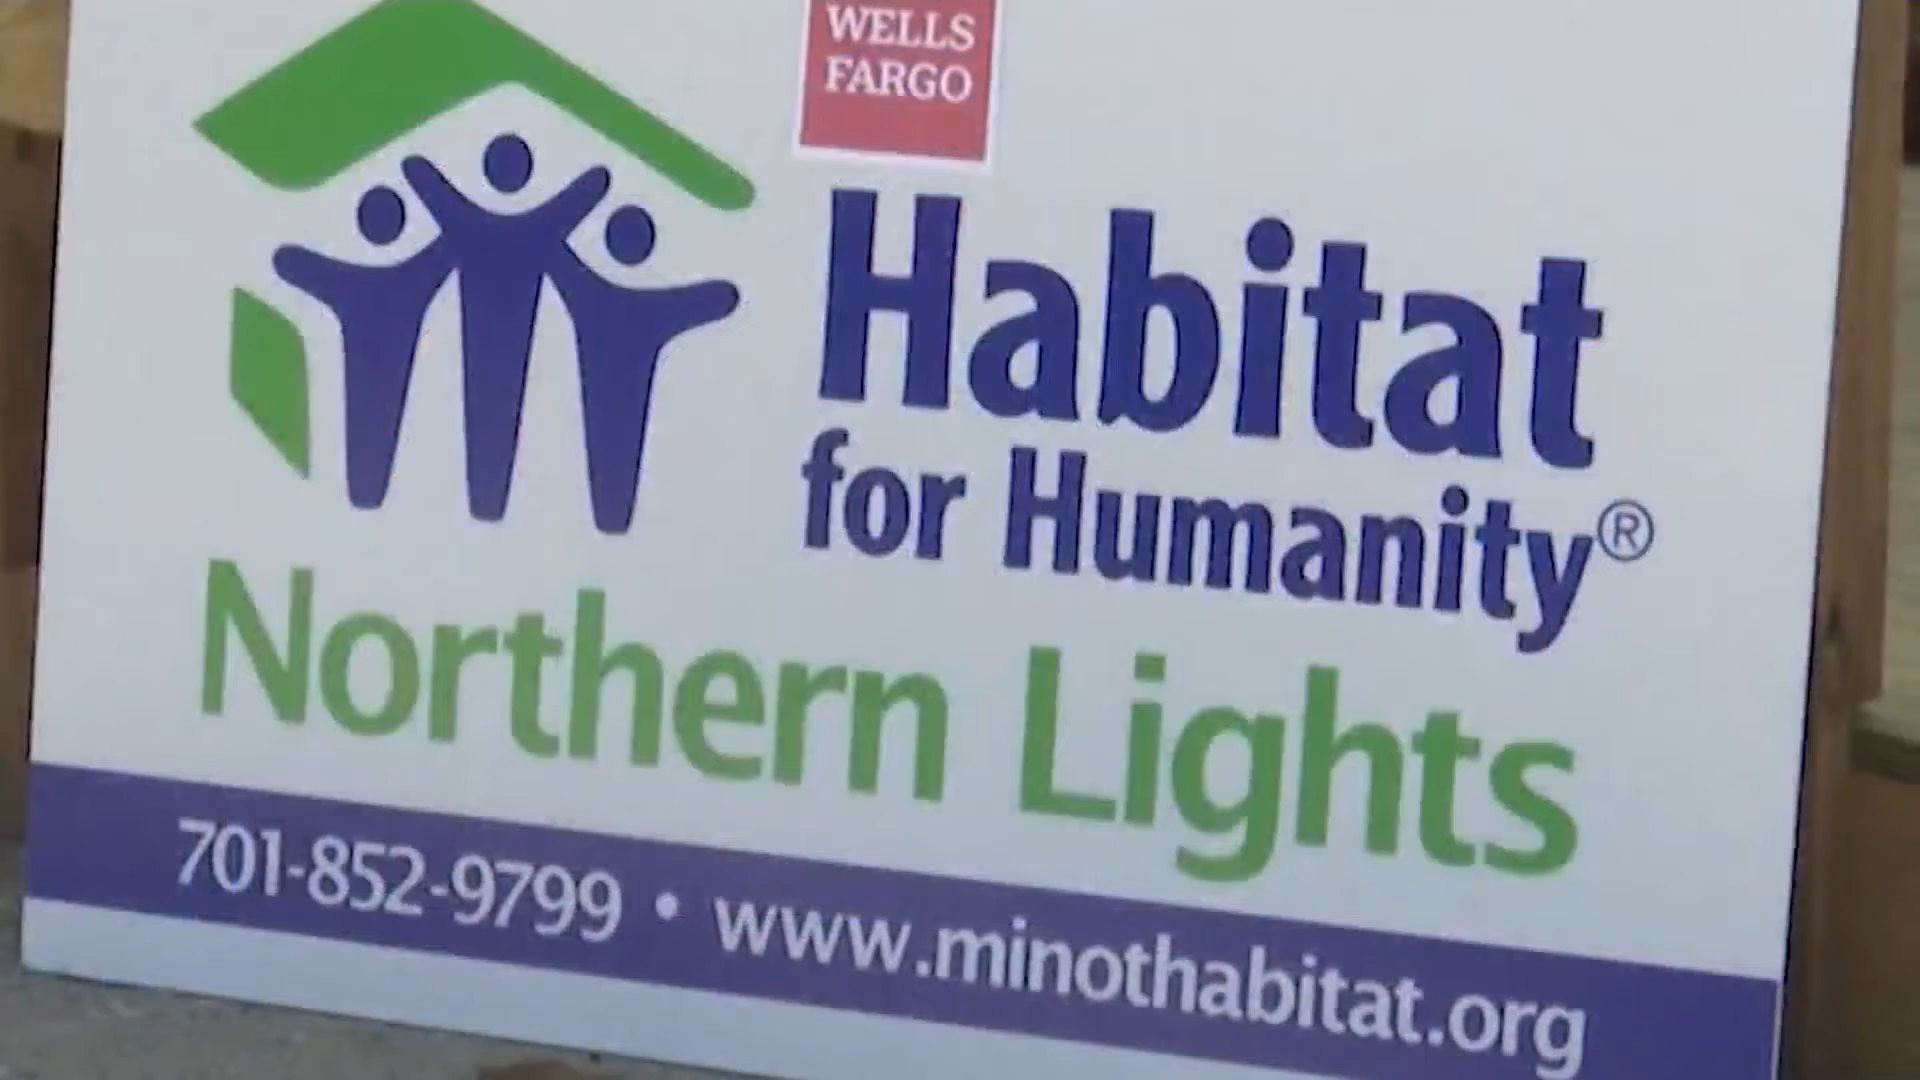 WELLS
FARGO
Habitat
for Humanity®
Northern Lights
701-852-9799 • www.minothabitat.org